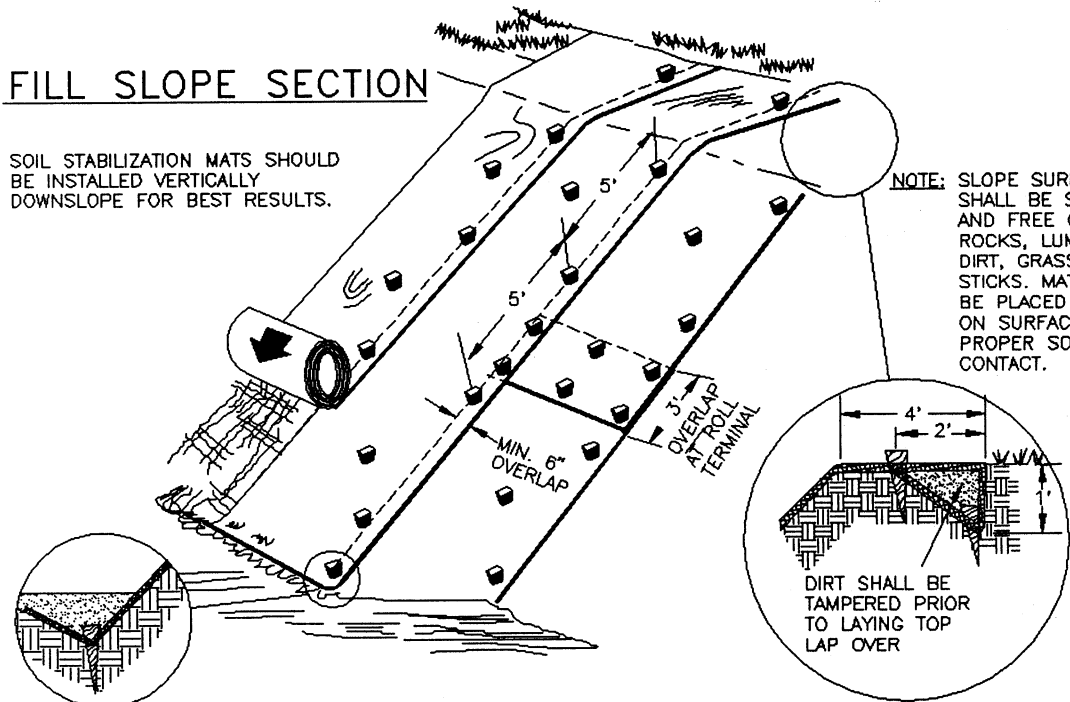 FILL SLOPE SECTION
SOIL STABILIZATION MATS SHOULD
BE INSTALLED VERTICALLY
DOWNSLOPE FOR BEST RESULTS.
5'
5'
MIN. 6"
OVERLAP
3'
OVERLAP
AT ROLL
TERMINAL
NOTE: SLOPE SUR
SHALL BE S
AND FREE
ROCKS, LUM
DIRT, GRASS
STICKS. MAT
BE PLACED
ON SURFAC
PROPER SO
CONTACT.
4'
2'
1'
DIRT SHALL BE
TAMPERED PRIOR
TO LAYING TOP
LAP OVER